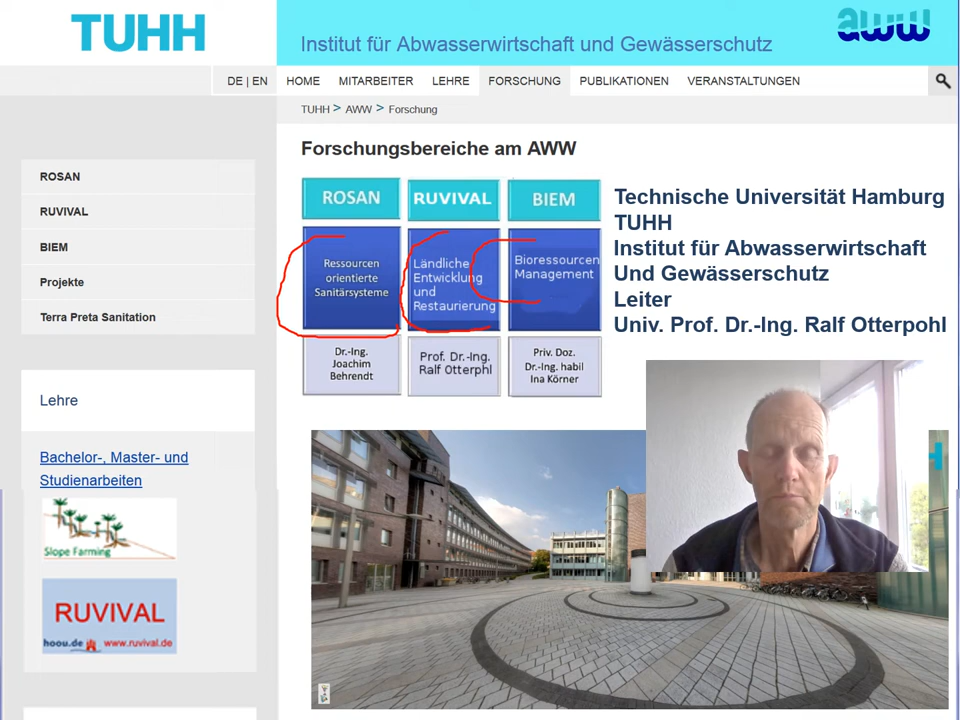 TUHH
Institut für Abwasserwirtschaft und Gewässerschutz
aww
DE | EN HOME MITARBEITER LEHRE FORSCHUNG PUBLIKATIONEN VERANSTALTUNGEN
TUHH > AWW > Forschung
Forschungsbereiche am AWW
ROSAN
RUVIVAL
BIEM
Projekte
Terra Preta Sanitation
Lehre
Bachelor-, Master- und
Studienarbeiten
Slope Farming
RUVIVAL
hoou.de www.ruvival.de
ROSAN
Ressourcen
orientierte
Sanitärsysteme
Dr.-Ing.
Joachim
Behrendt
RUVIVAL
Ländliche
Entwicklung
und
Restaurierung
Prof. Dr.-Ing.
Ralf Otterphl
BIEM
Bioressourcen
Management
Priv. Doz.
Dr.-Ing. habil
Ina Körner
Technische Universität Hamburg
TUHH
Institut für Abwasserwirtschaft
Und Gewässerschutz
Leiter
Univ. Prof. Dr.-Ing. Ralf Otterpohl